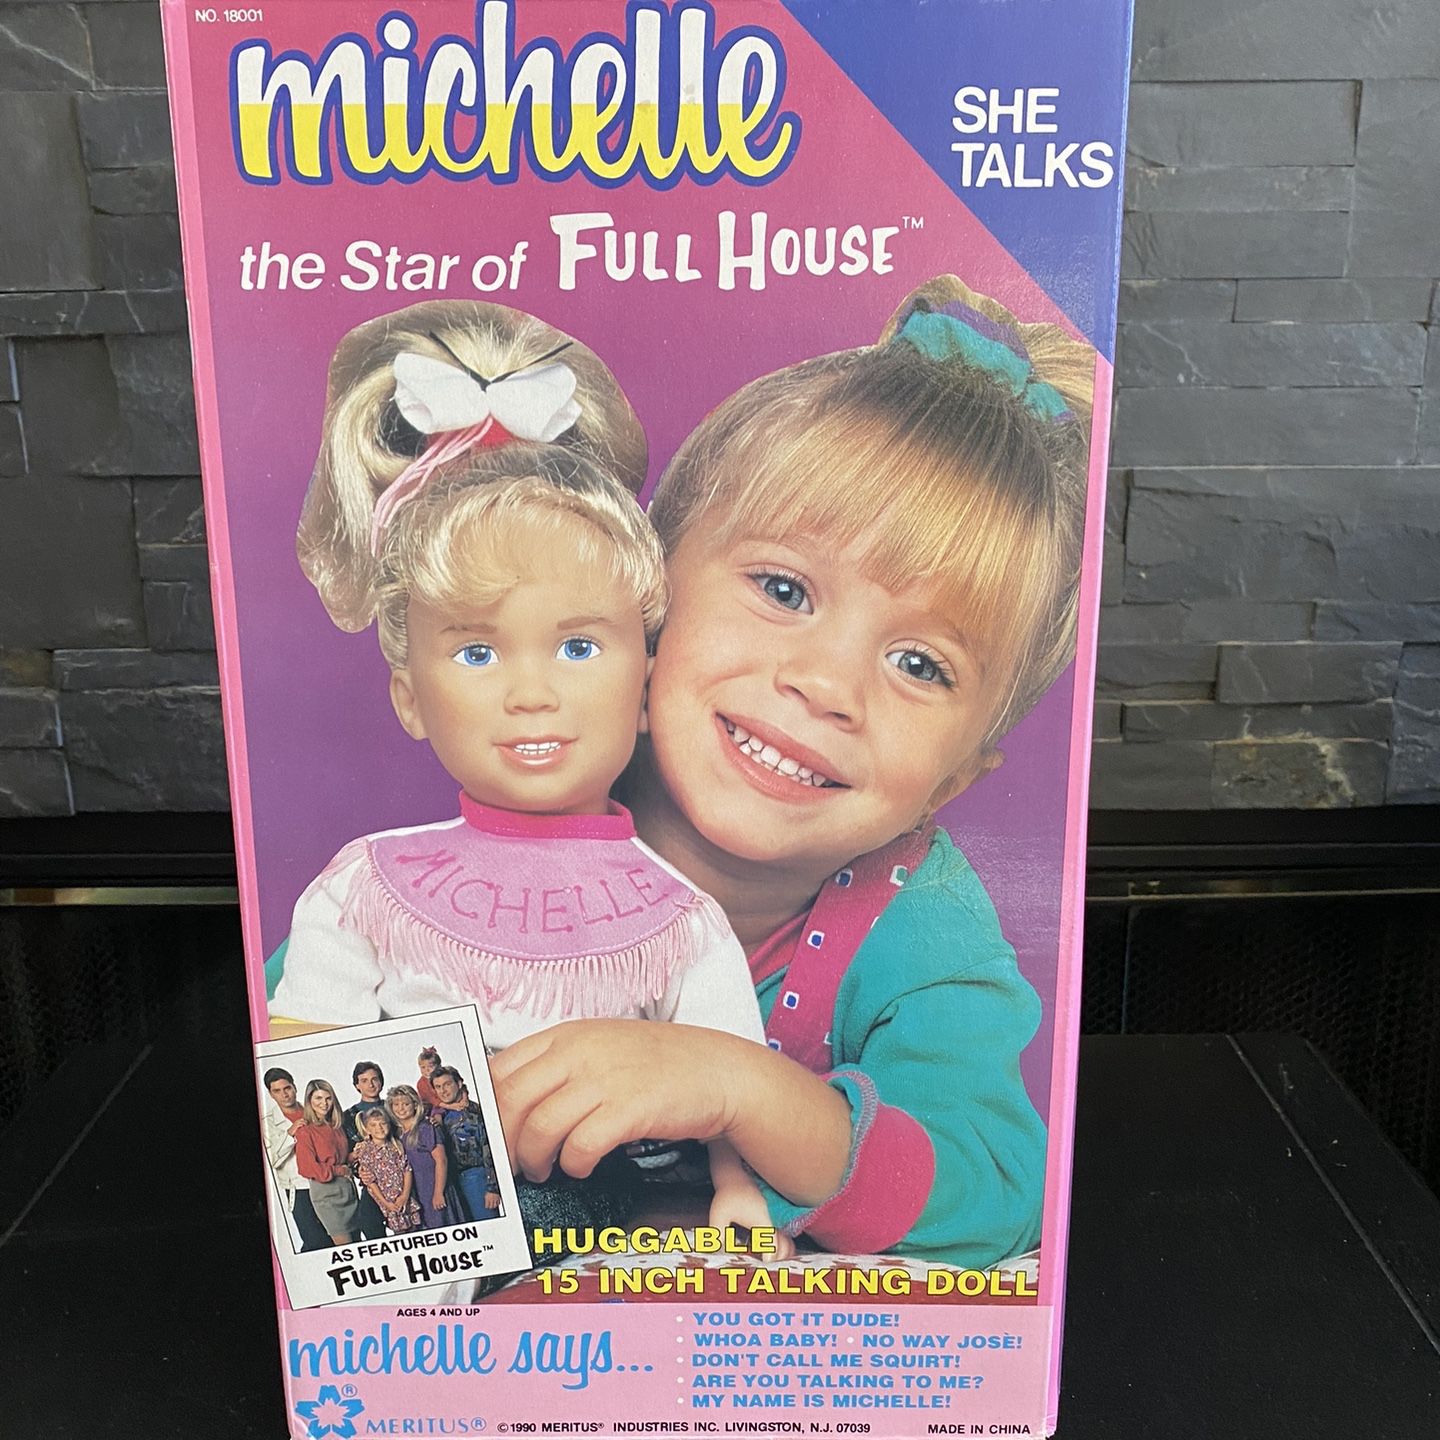 NO. 18001
michelle
SHE
TALKS
the Star of FULL HOUSE™
MICHELLE
AS FEATURED ON
FULL HOUSE™
HUGGABLE
15 INCH TALKING DOLL
AGES 4 AND UP
michelle says...
• YOU GOT IT DUDE!
• WHOA BABY! • NO WAY JOSÈ!
• DON'T CALL ME SQUIRT!
• ARE YOU TALKING TO ME?
• MY NAME IS MICHELLE!
® MERITUS® ©1990 MERITUS® INDUSTRIES INC. LIVINGSTON, N.J. 07039 MADE IN CHINA